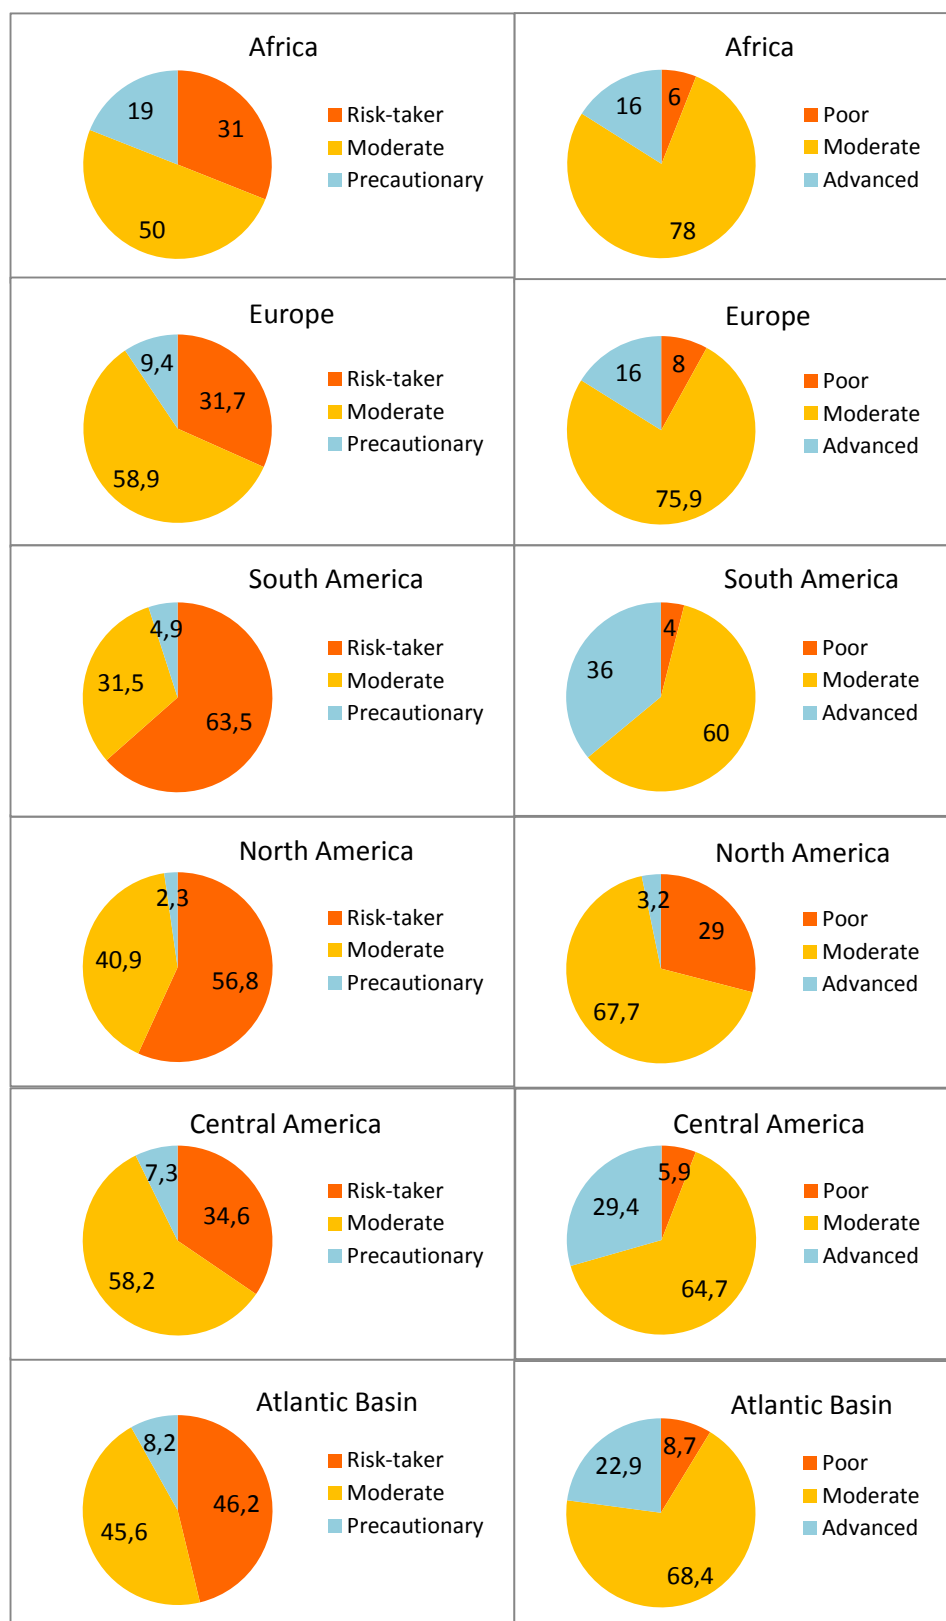 Africa
19
31
50
Risk-taker
Moderate
Precautionary
Africa
16
6
78
Poor
Moderate
Advanced
Europe
9,4
31,7
58,9
Risk-taker
Moderate
Precautionary
Europe
16
8
75,9
Poor
Moderate
Advanced
South America
4,9
31,5
63,5
Risk-taker
Moderate
Precautionary
South America
4
36
60
Poor
Moderate
Advanced
North America
2,3
40,9
56,8
Risk-taker
Moderate
Precautionary
North America
3,2
29
67,7
Poor
Moderate
Advanced
Central America
7,3
34,6
58,2
Risk-taker
Moderate
Precautionary
Central America
5,9
29,4
64,7
Poor
Moderate
Advanced
Atlantic Basin
8,2
46,2
45,6
Risk-taker
Moderate
Precautionary
Atlantic Basin
8,7
22,9
68,4
Poor
Moderate
Advanced